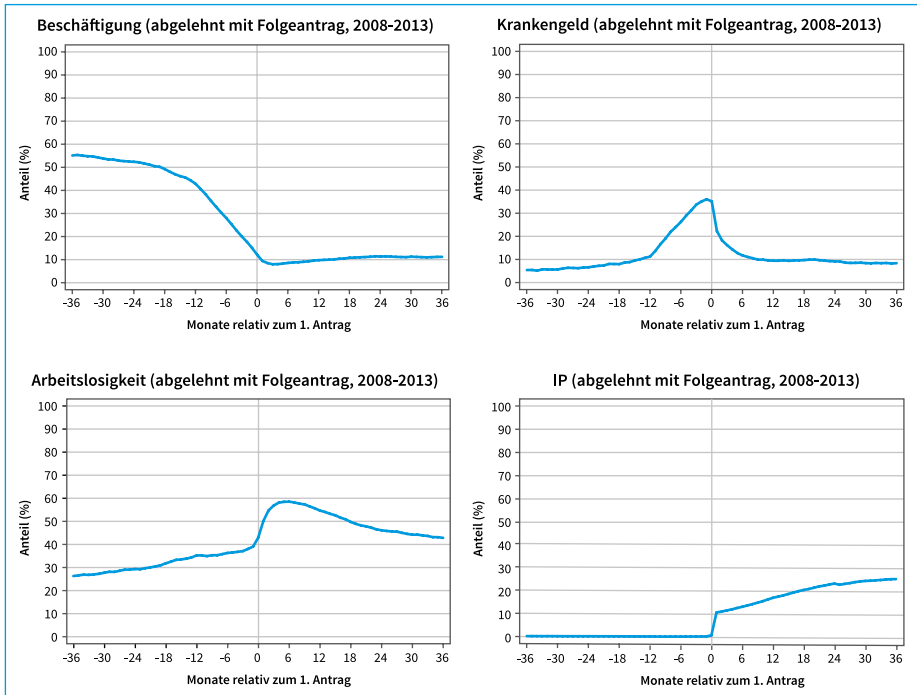 Beschäftigung (abgelehnt mit Folgeantrag, 2008-2013)
Anteil (%)
100
90
80
70
60
50
40
30
20
10
0
-36 -30 -24 -18 -12 -6 0 6 12 18 24 30 36
Monate relativ zum 1. Antrag
Krankengeld (abgelehnt mit Folgeantrag, 2008-2013)
Anteil (%)
100
90
80
70
60
50
40
30
20
10
0
-36 -30 -24 -18 -12 -6 0 6 12 18 24 30 36
Monate relativ zum 1. Antrag
Arbeitslosigkeit (abgelehnt mit Folgeantrag, 2008-2013)
Anteil (%)
100
90
80
70
60
50
40
30
20
10
0
-36 -30 -24 -18 -12 -6 0 6 12 18 24 30 36
Monate relativ zum 1. Antrag
IP (abgelehnt mit Folgeantrag, 2008-2013)
Anteil (%)
100
90
80
70
60
50
40
30
20
10
0
-36 -30 -24 -18 -12 -6 0 6 12 18 24 30 36
Monate relativ zum 1. Antrag